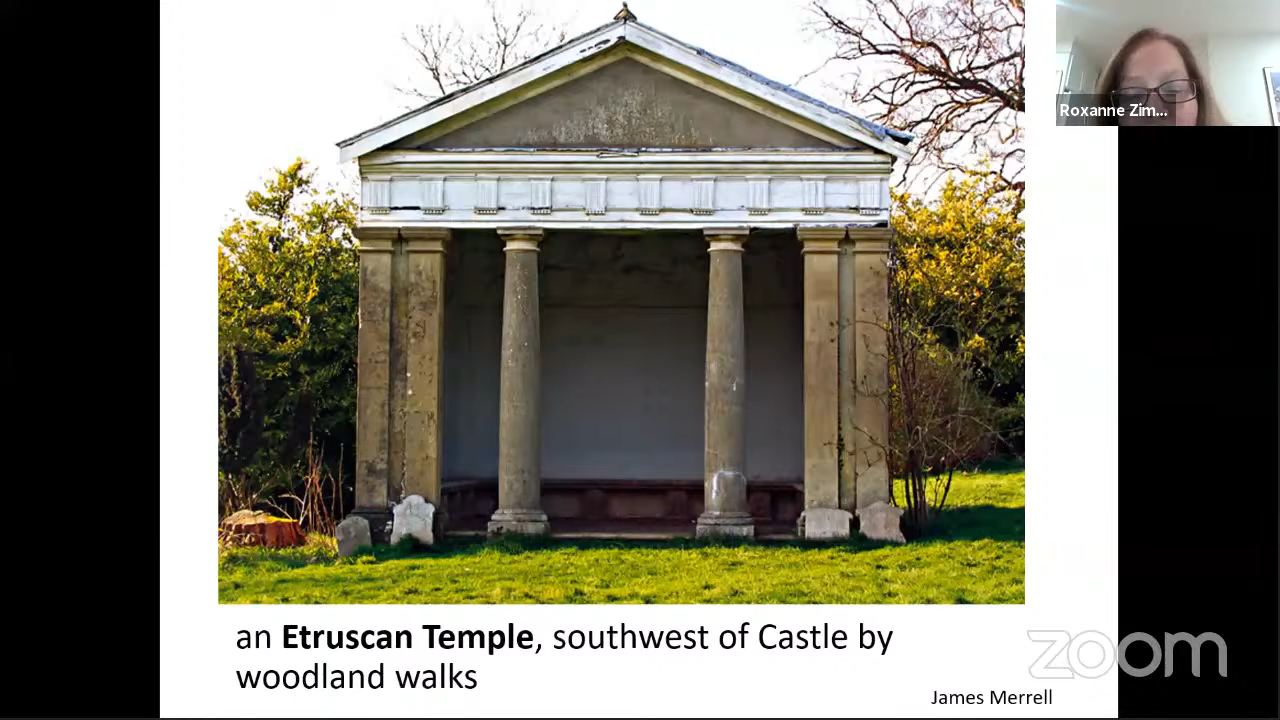 Roxanne Zim...
an Etruscan Temple, southwest of Castle by
woodland walks
zoom
James Merrell